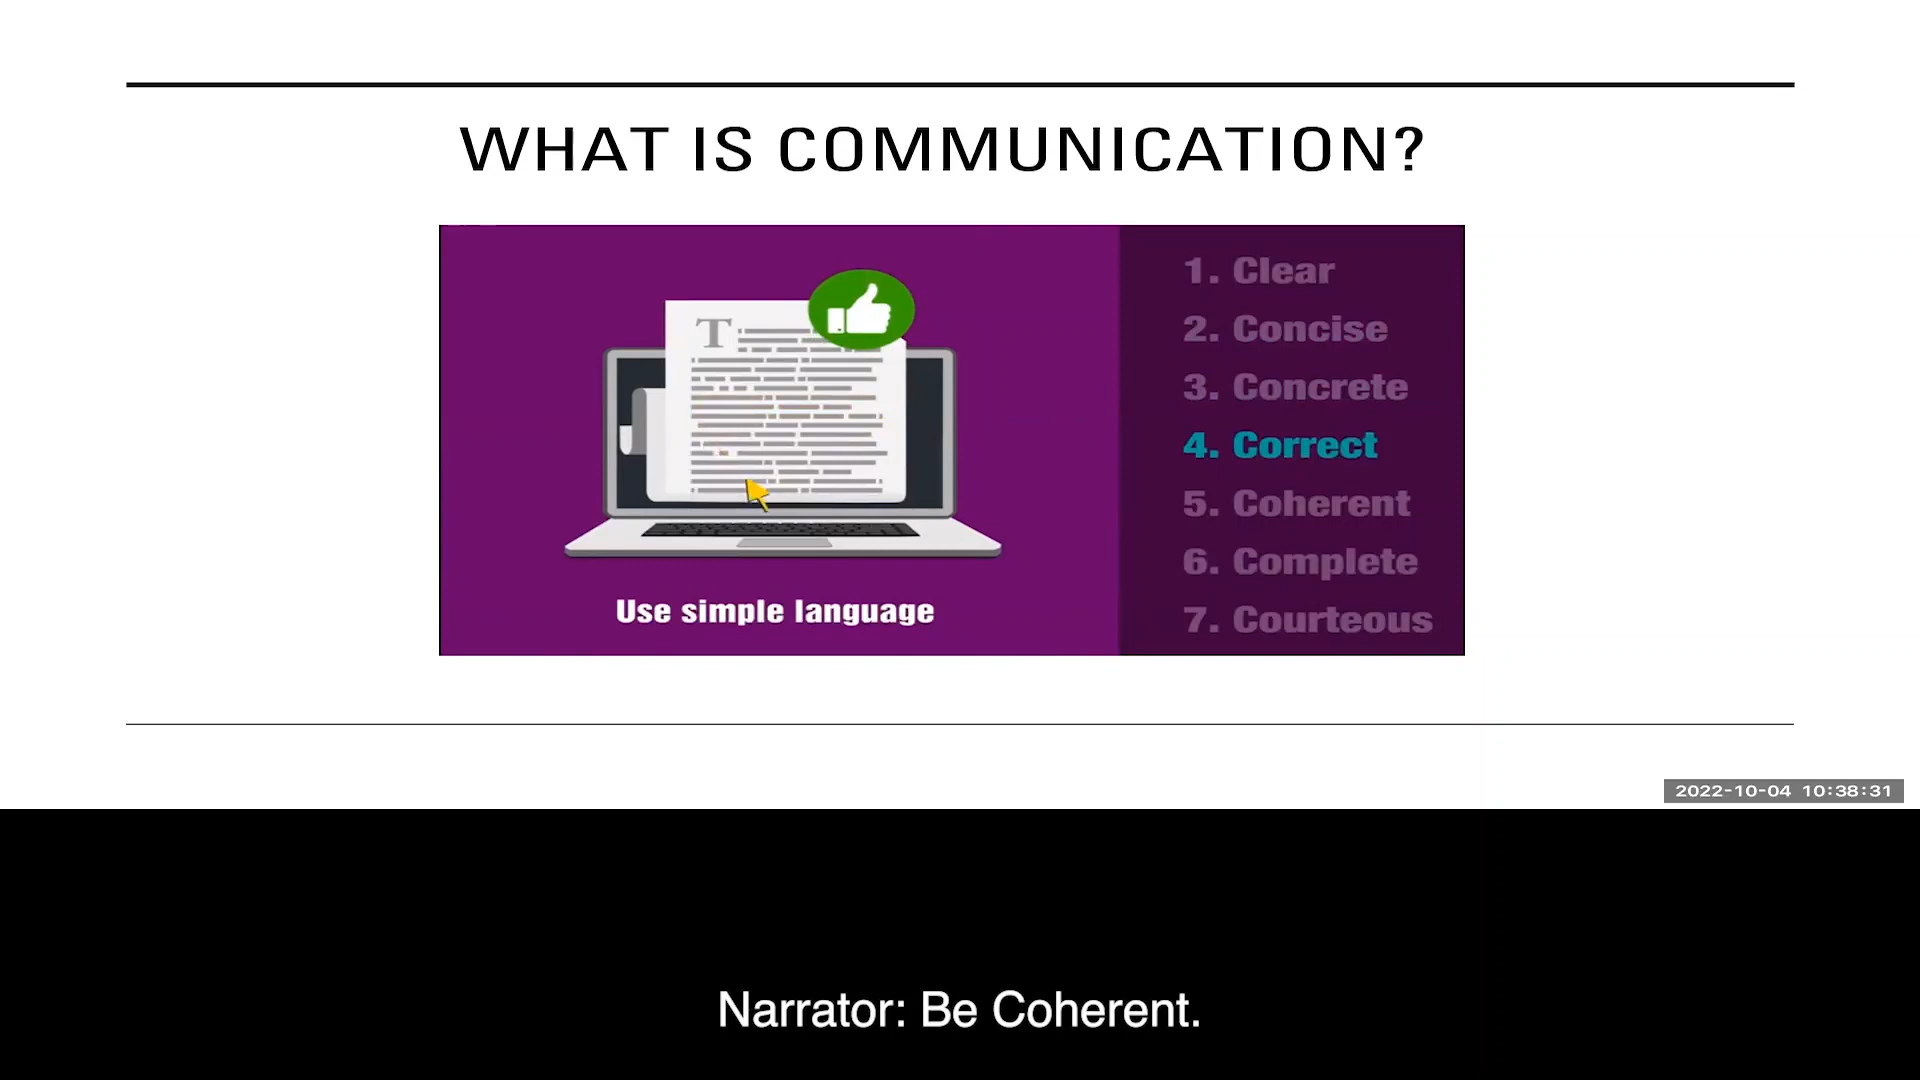 WHAT IS COMMUNICATION?
T
Use simple language
1. Clear
2. Concise
3. Concrete
4. Correct
5. Coherent
6. Complete
7. Courteous
2022-10-04 10:38:31
Narrator: Be Coherent.